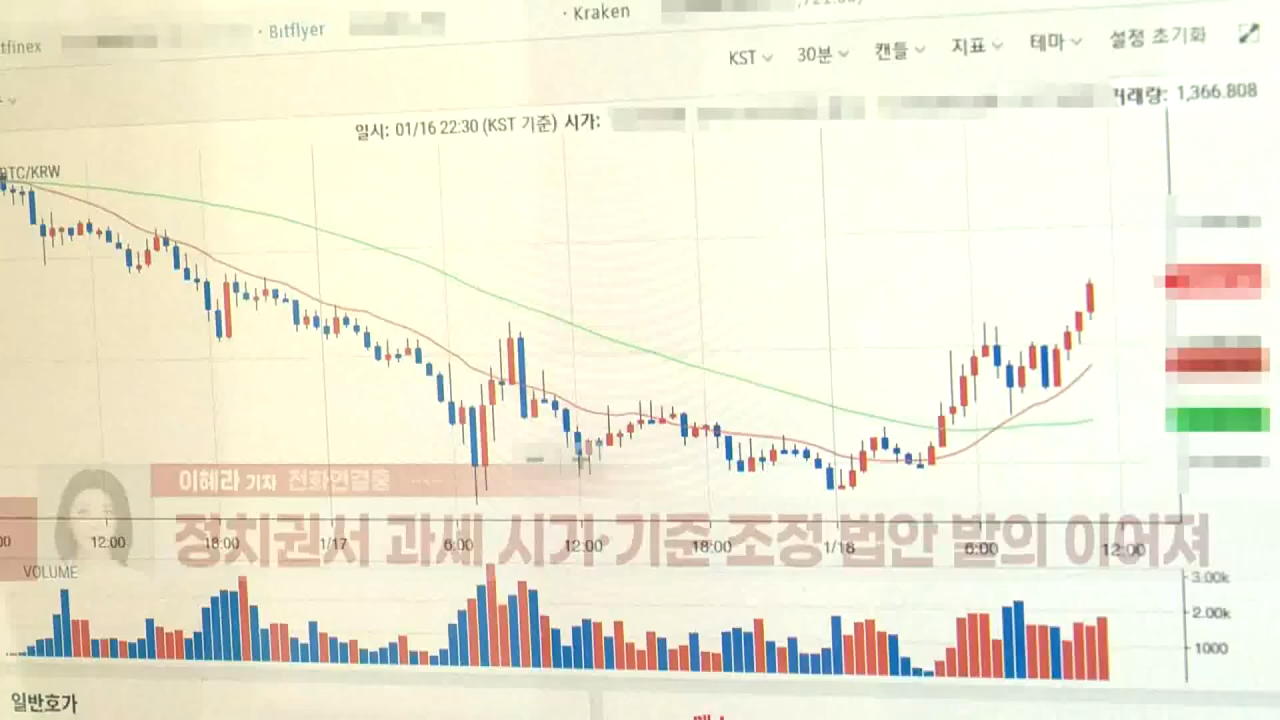 tfinex · Bitflyer · Kraken
KST 30분 캔들 지표 테마 설정 초기화
거래량: 1,366.808
일시: 01/16 22:30 (KST 기준) 시가:
BTC/KRW
이혜라 기자 전화연결중
정치권서 과세 시기·기준 조정 법안 발의 이어져
00 12:00 18:00 1/17 6:00 12:00 18:00 1/18 6:00 12:00
VOLUME
3.00k
2.00k
1000
일반호가